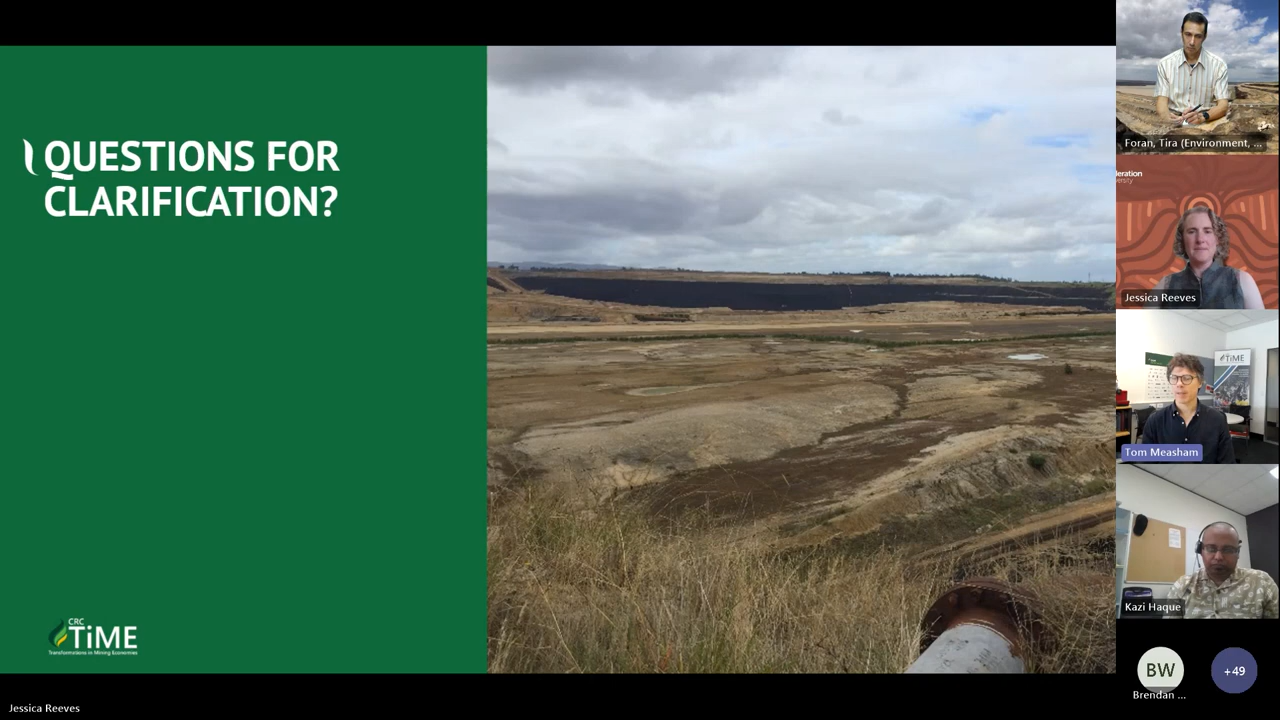 QUESTIONS FOR
CLARIFICATION?
CRC
TiME
Transformations in Mining Economies
Jessica Reeves
Foran, Tira (Environment, ...
Jessica Reeves
TiME
Tom Measham
Kazi Haque
BW
Brendan ...
+49